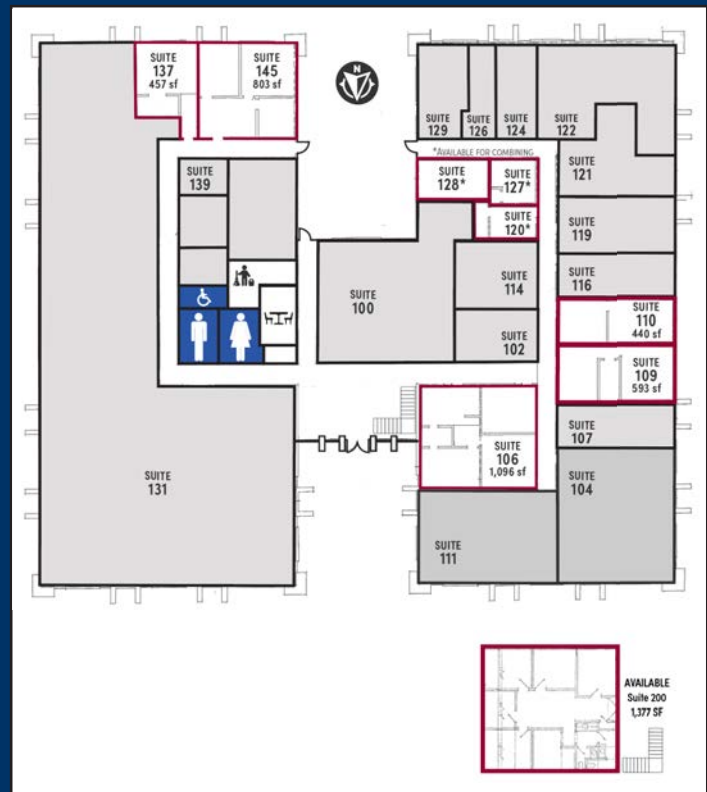 SUITE
137
457 sf
SUITE
145
803 sf
N
SUITE
129
SUITE
126
SUITE
124
SUITE
122
*AVAILABLE FOR COMBINING
SUITE
139
SUITE
128*
SUITE
127*
SUITE
121
SUITE
120*
SUITE
119
SUITE
100
SUITE
114
SUITE
116
SUITE
102
SUITE
110
440 sf
SUITE
109
593 sf
SUITE
107
SUITE
106
1,096 sf
SUITE
131
SUITE
104
SUITE
111
AVAILABLE
Suite 200
1,377 SF